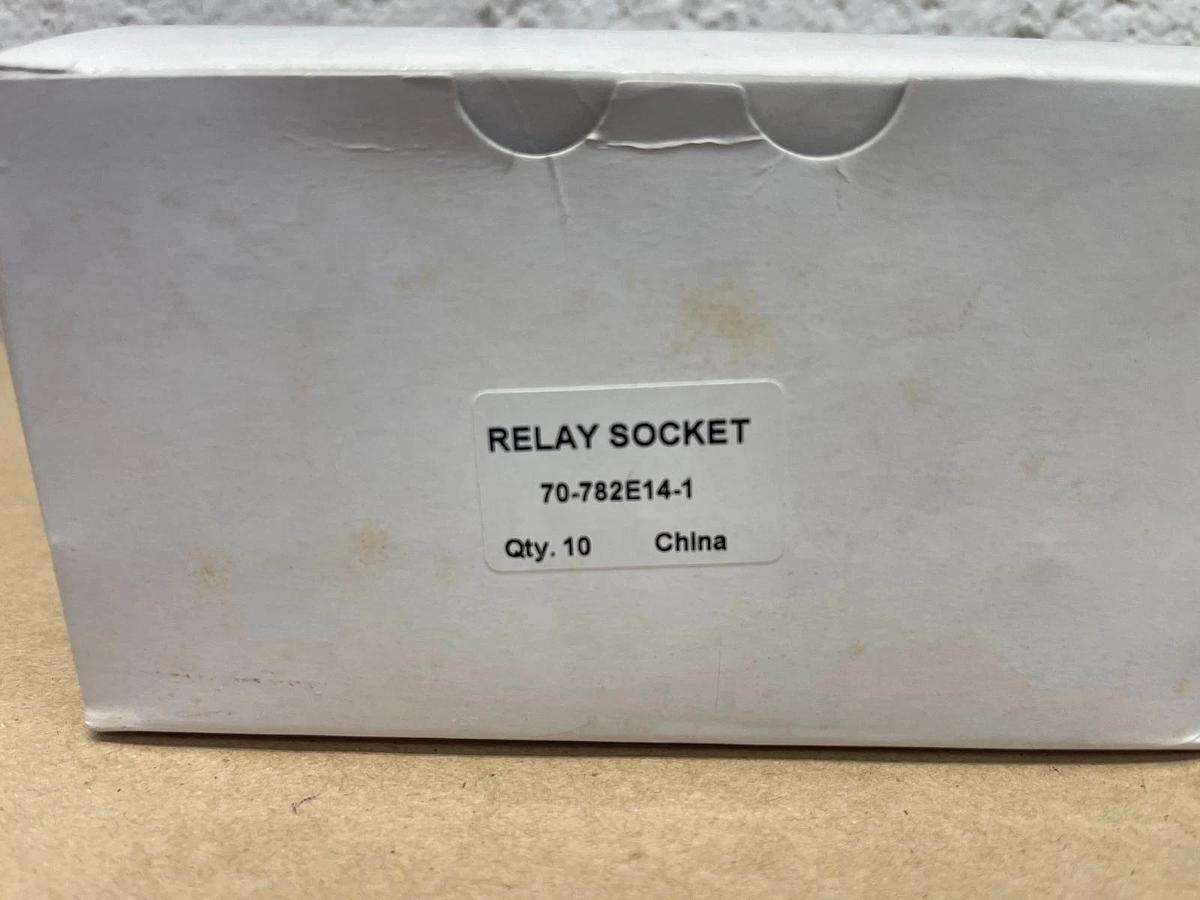 RELAY SOCKET
70-782E14-1
Qty. 10 China